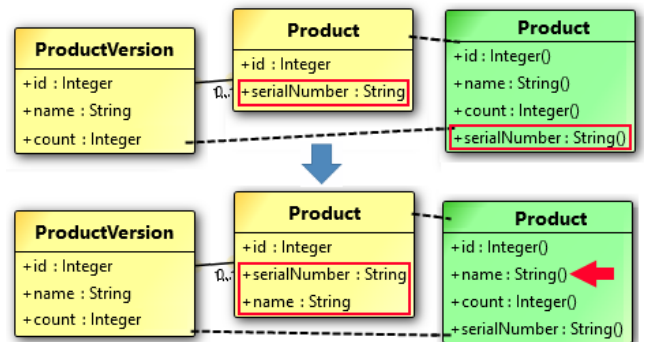 ProductVersion
+id : Integer
+name : String
+count : Integer
Product
+id : Integer
+serialNumber : String
Product
+id : Integer()
+name : String()
+count : Integer()
+serialNumber : String()
ProductVersion
+id : Integer
+name : String
+count : Integer
Product
+id : Integer
+serialNumber : String
+name : String
Product
+id : Integer()
+name : String()
+count : Integer()
+serialNumber : String()